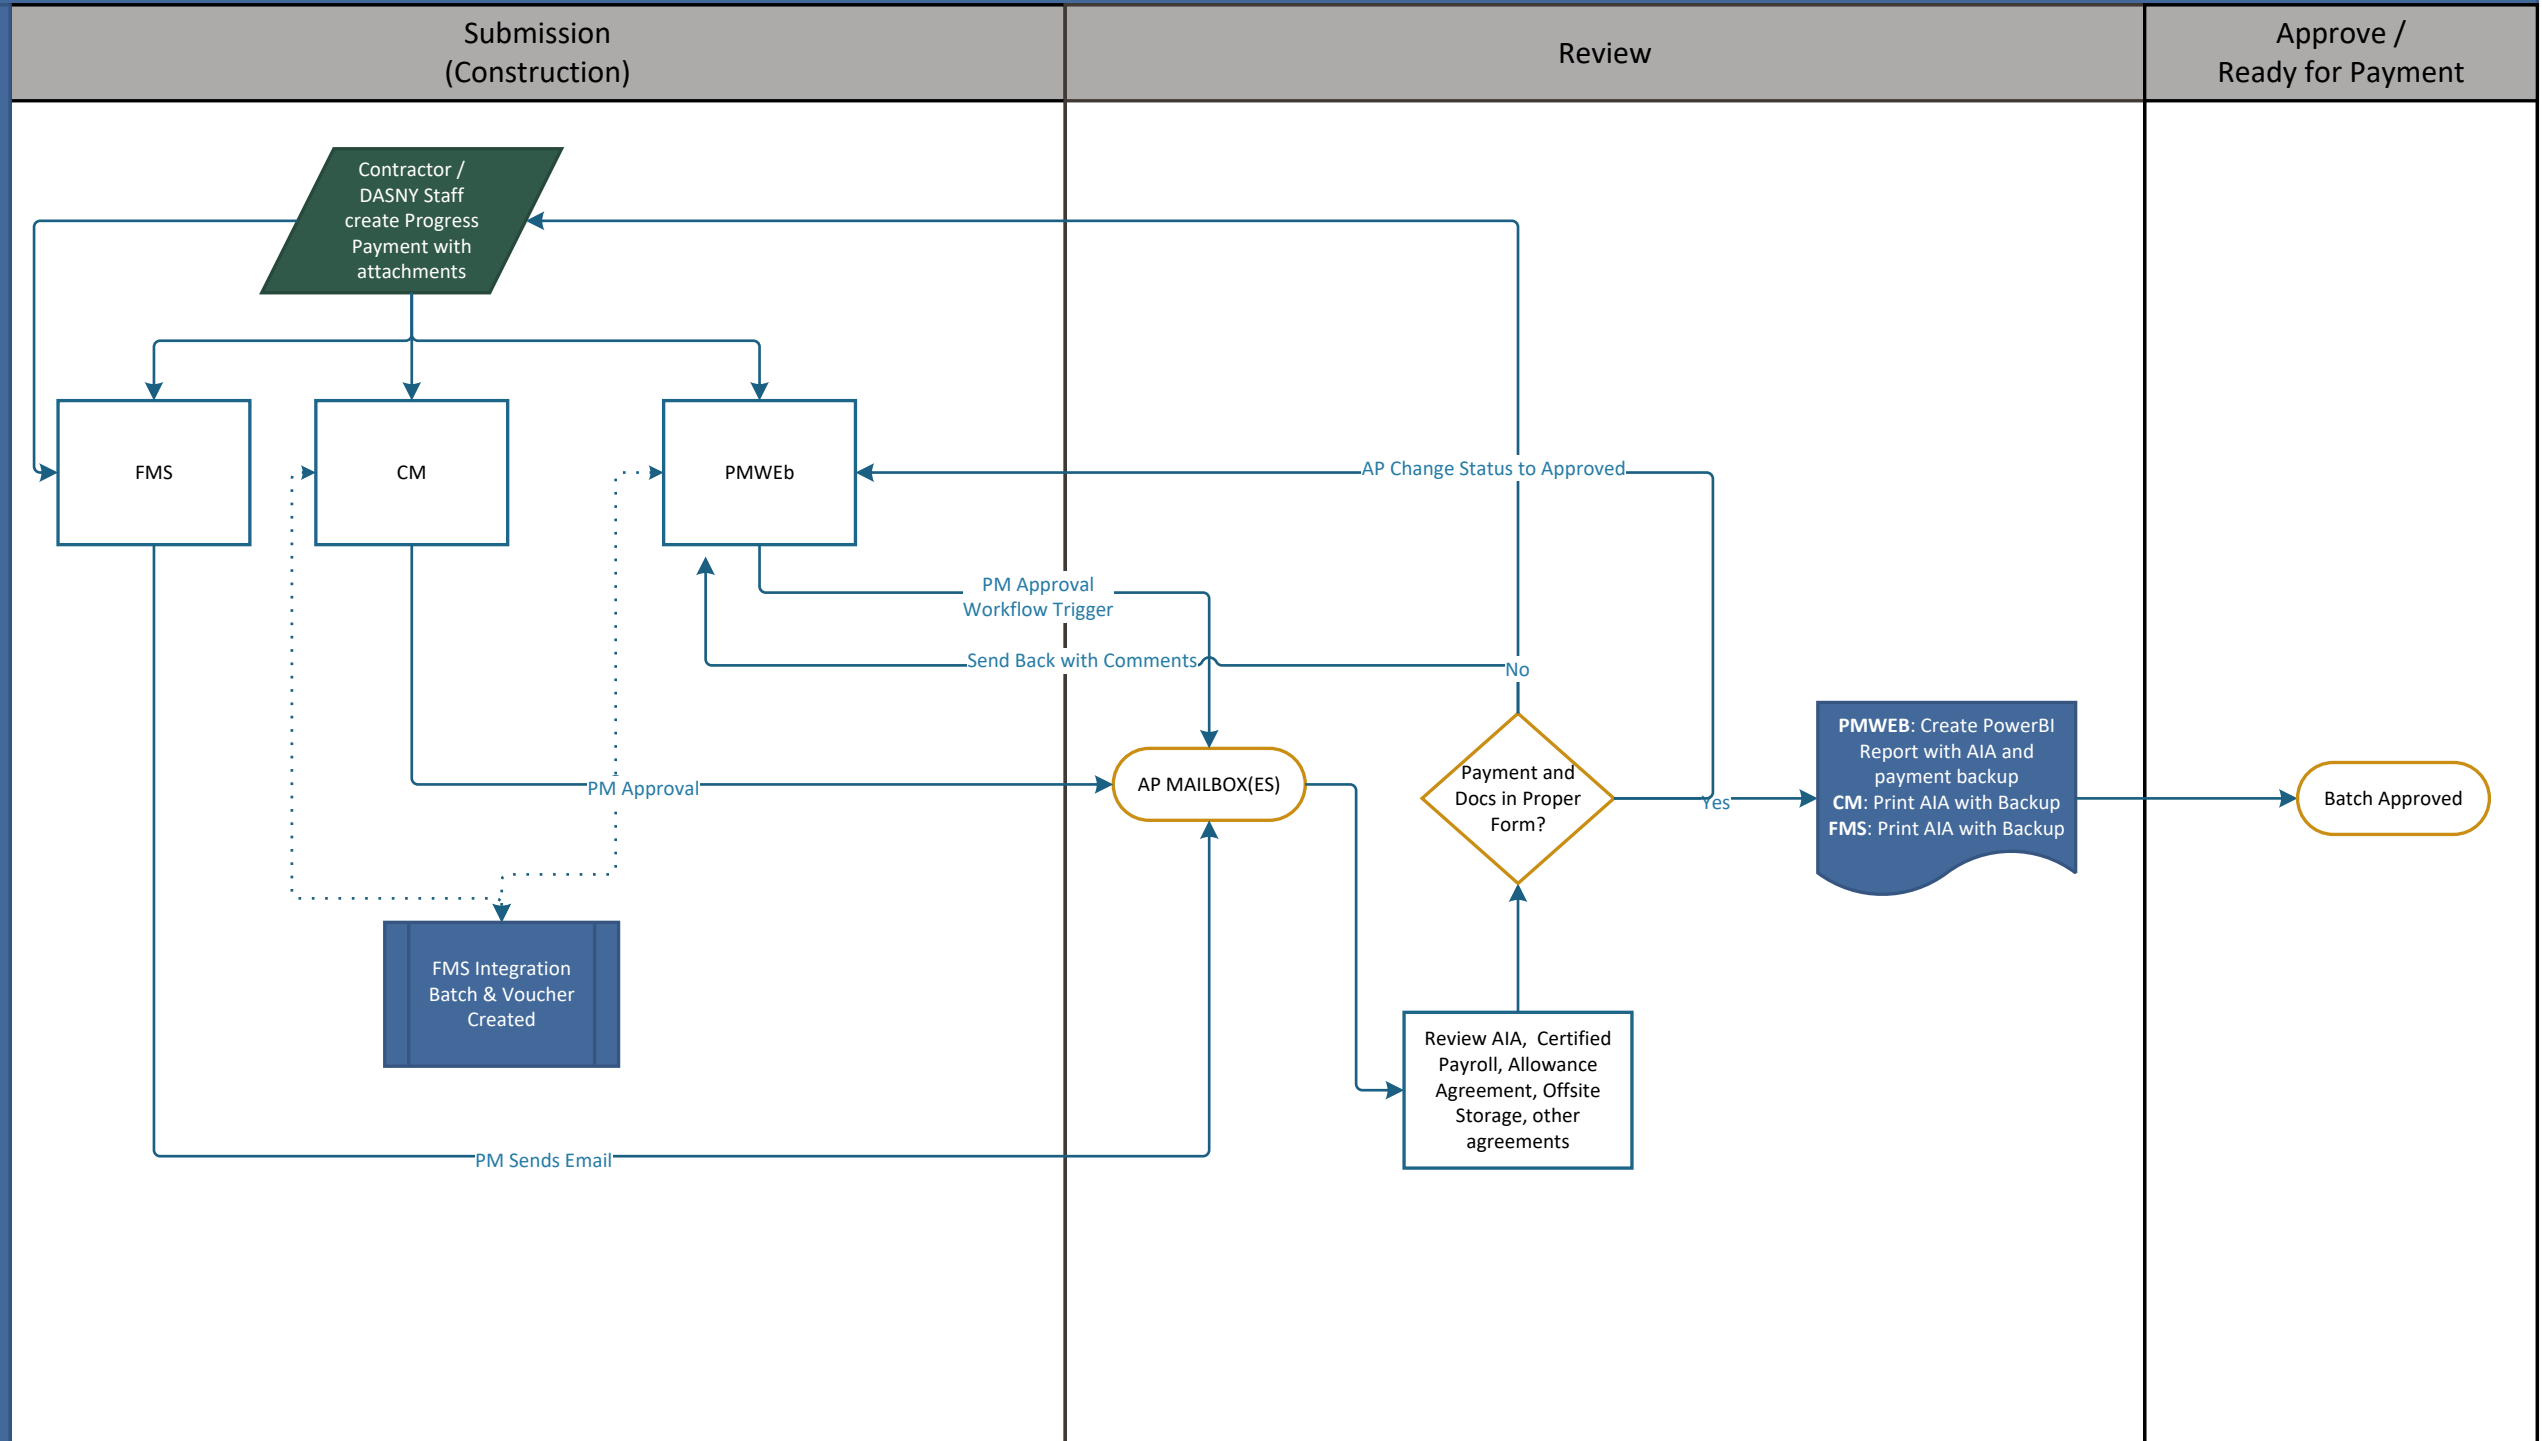 Submission
(Construction)
Review
Approve /
Ready for Payment
Contractor /
DASNY Staff
create Progress
Payment with
attachments
FMS
CM
PMWEb
AP Change Status to Approved
PM Approval
Workflow Trigger
Send Back with Comments
No
PM Approval
AP MAILBOX(ES)
Payment and
Docs in Proper
Form?
Yes
PMWEB: Create PowerBI
Report with AIA and
payment backup
CM: Print AIA with Backup
FMS: Print AIA with Backup
Batch Approved
FMS Integration
Batch & Voucher
Created
Review AIA,  Certified
Payroll, Allowance
Agreement, Offsite
Storage, other
agreements
PM Sends Email